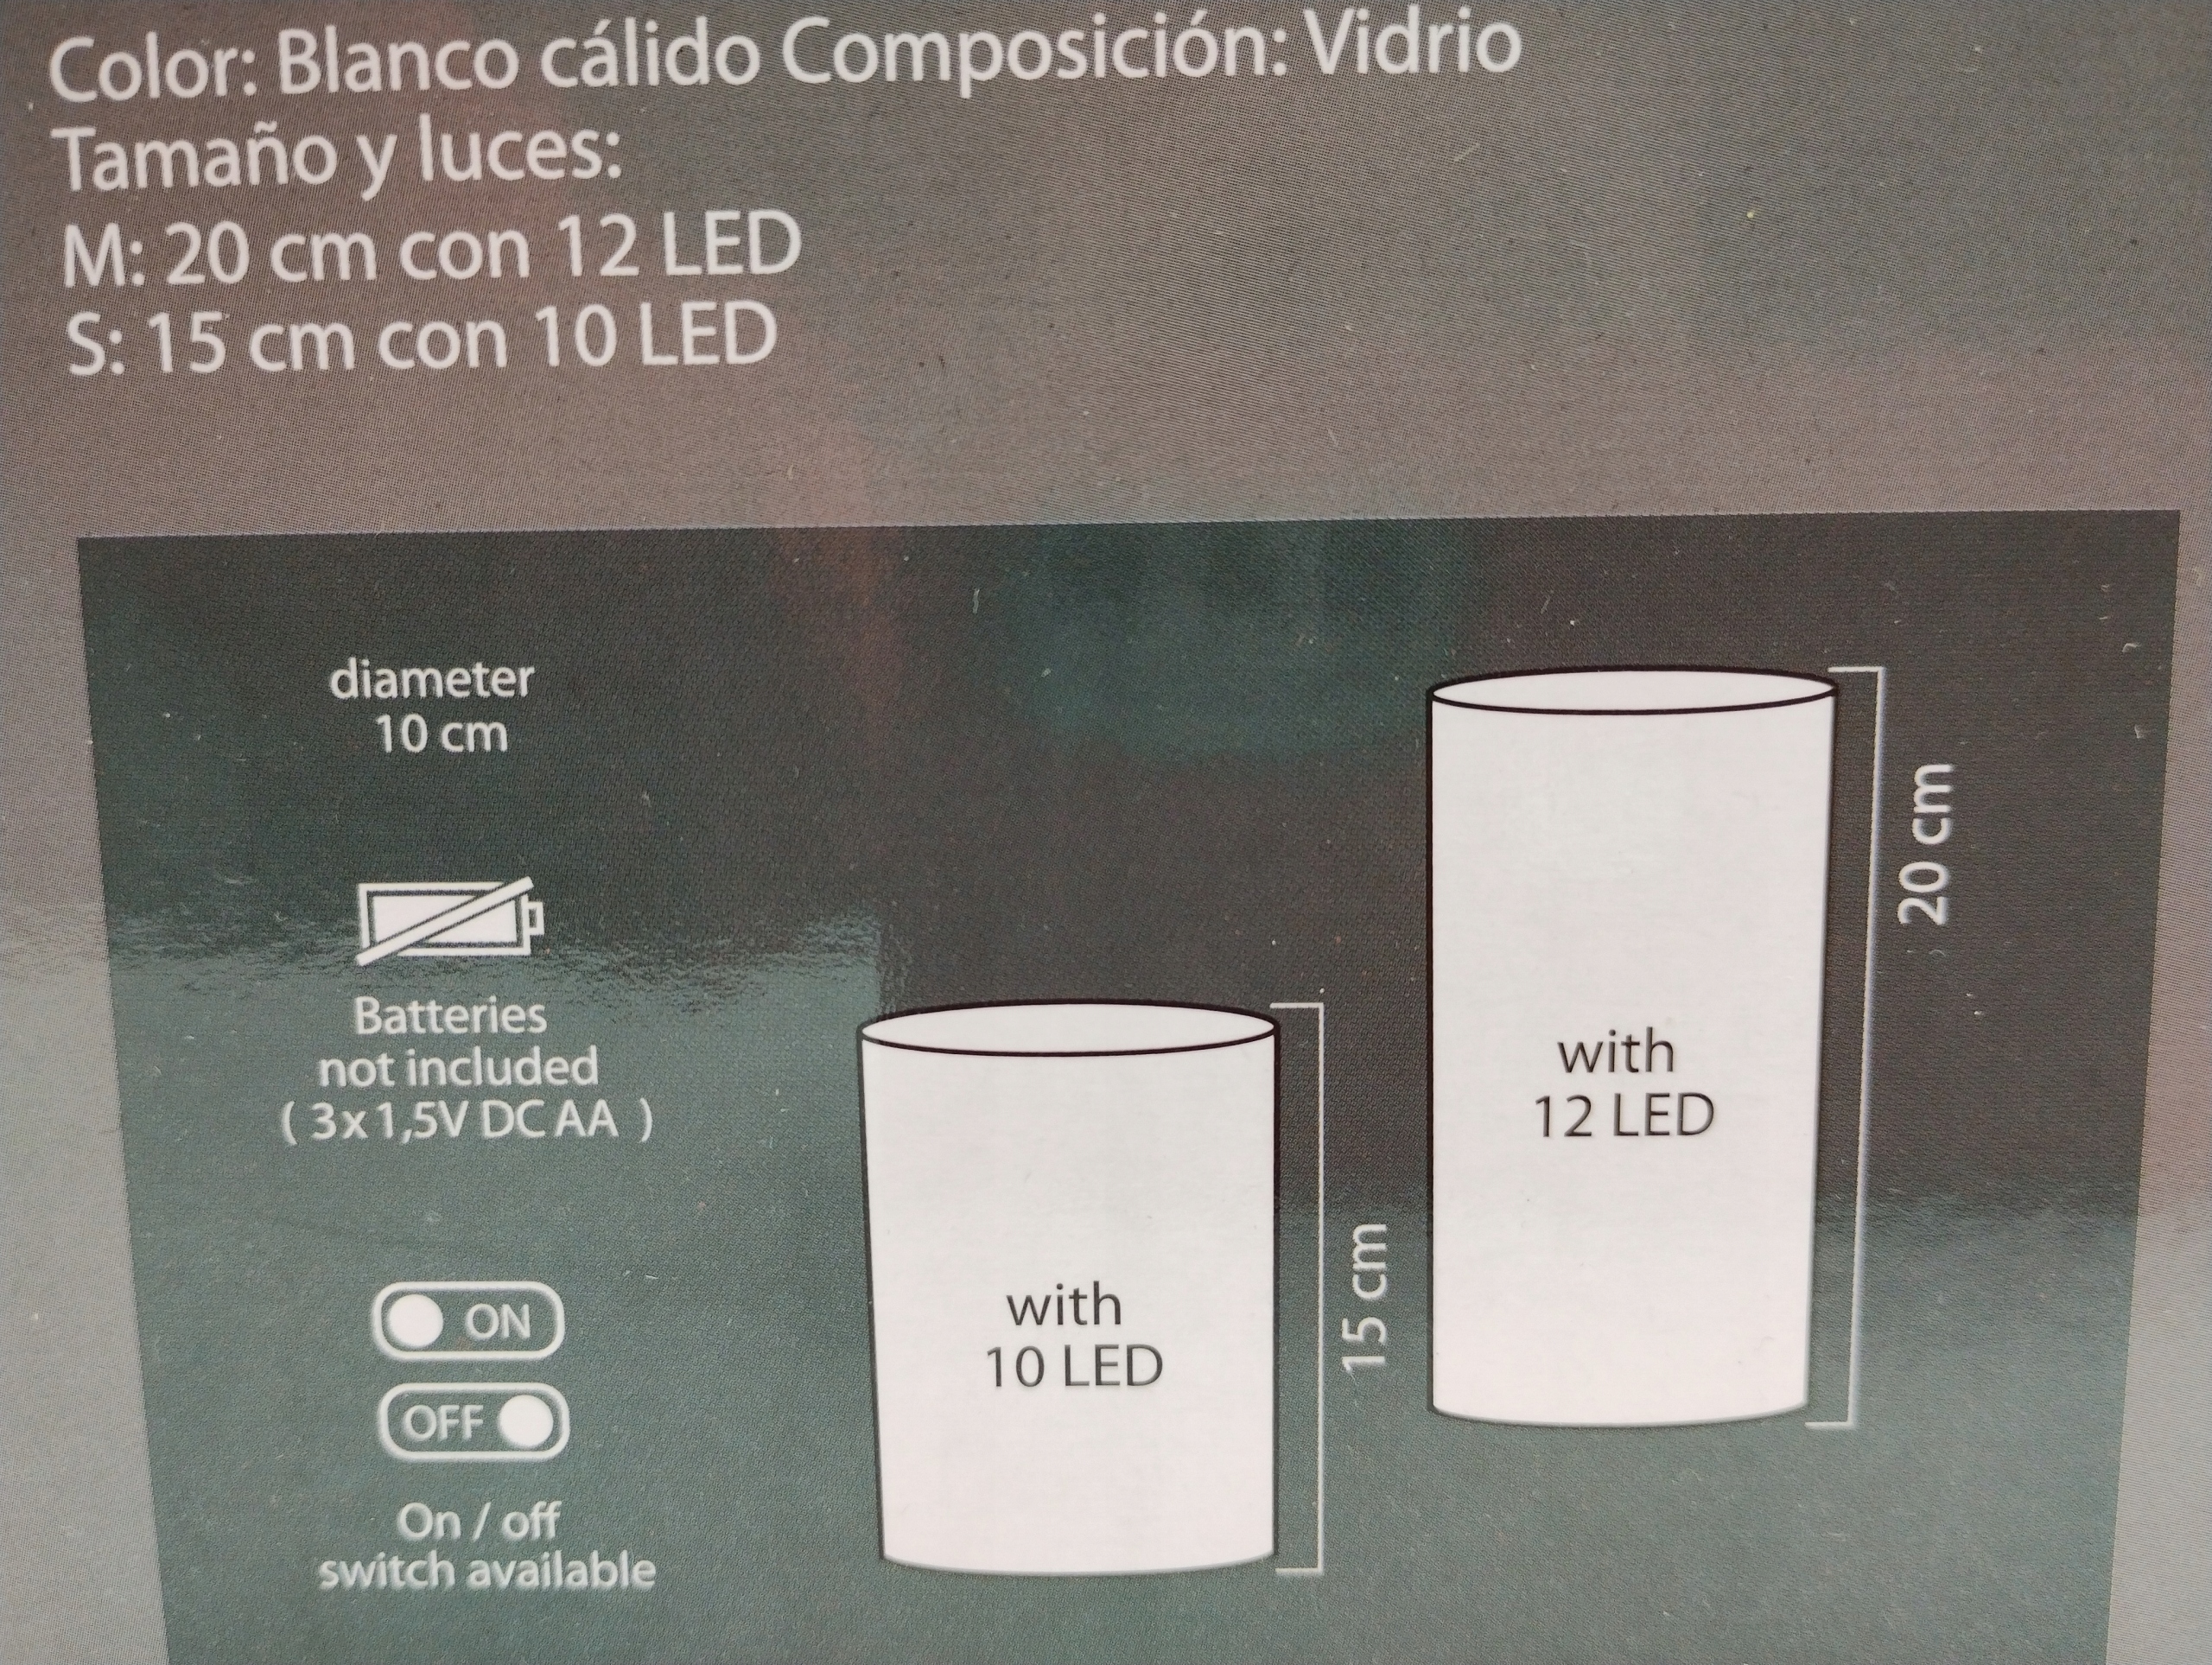 Color: Blanco cálido Composición: Vidrio
Tamaño y luces:
M: 20 cm con 12 LED
S: 15 cm con 10 LED
diameter
10 cm
Batteries
not included
( 3x1,5V DC AA )
ON
OFF
On / off
switch available
with
10 LED
15 cm
with
12 LED
20 cm